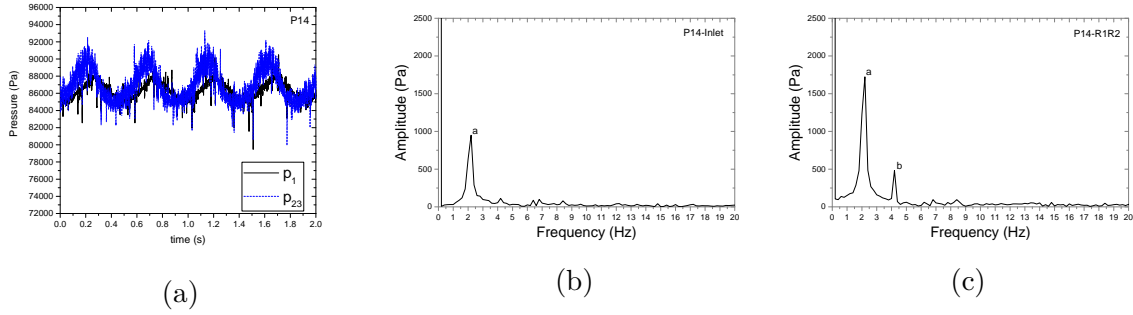 P14
96000
94000
92000
90000
88000
86000
84000
82000
80000
78000
76000
74000
72000
Pressure (Pa)
p1
p23
0.0 0.2 0.4 0.6 0.8 1.0 1.2 1.4 1.6 1.8 2.0
time (s)
(a)
P14-Inlet
2500
2000
1500
1000
500
0
Amplitude (Pa)
a
0 1 2 3 4 5 6 7 8 9 10 11 12 13 14 15 16 17 18 19 20
Frequency (Hz)
(b)
P14-R1R2
2500
2000
1500
1000
500
0
Amplitude (Pa)
a
b
0 1 2 3 4 5 6 7 8 9 10 11 12 13 14 15 16 17 18 19 20
Frequency (Hz)
(c)